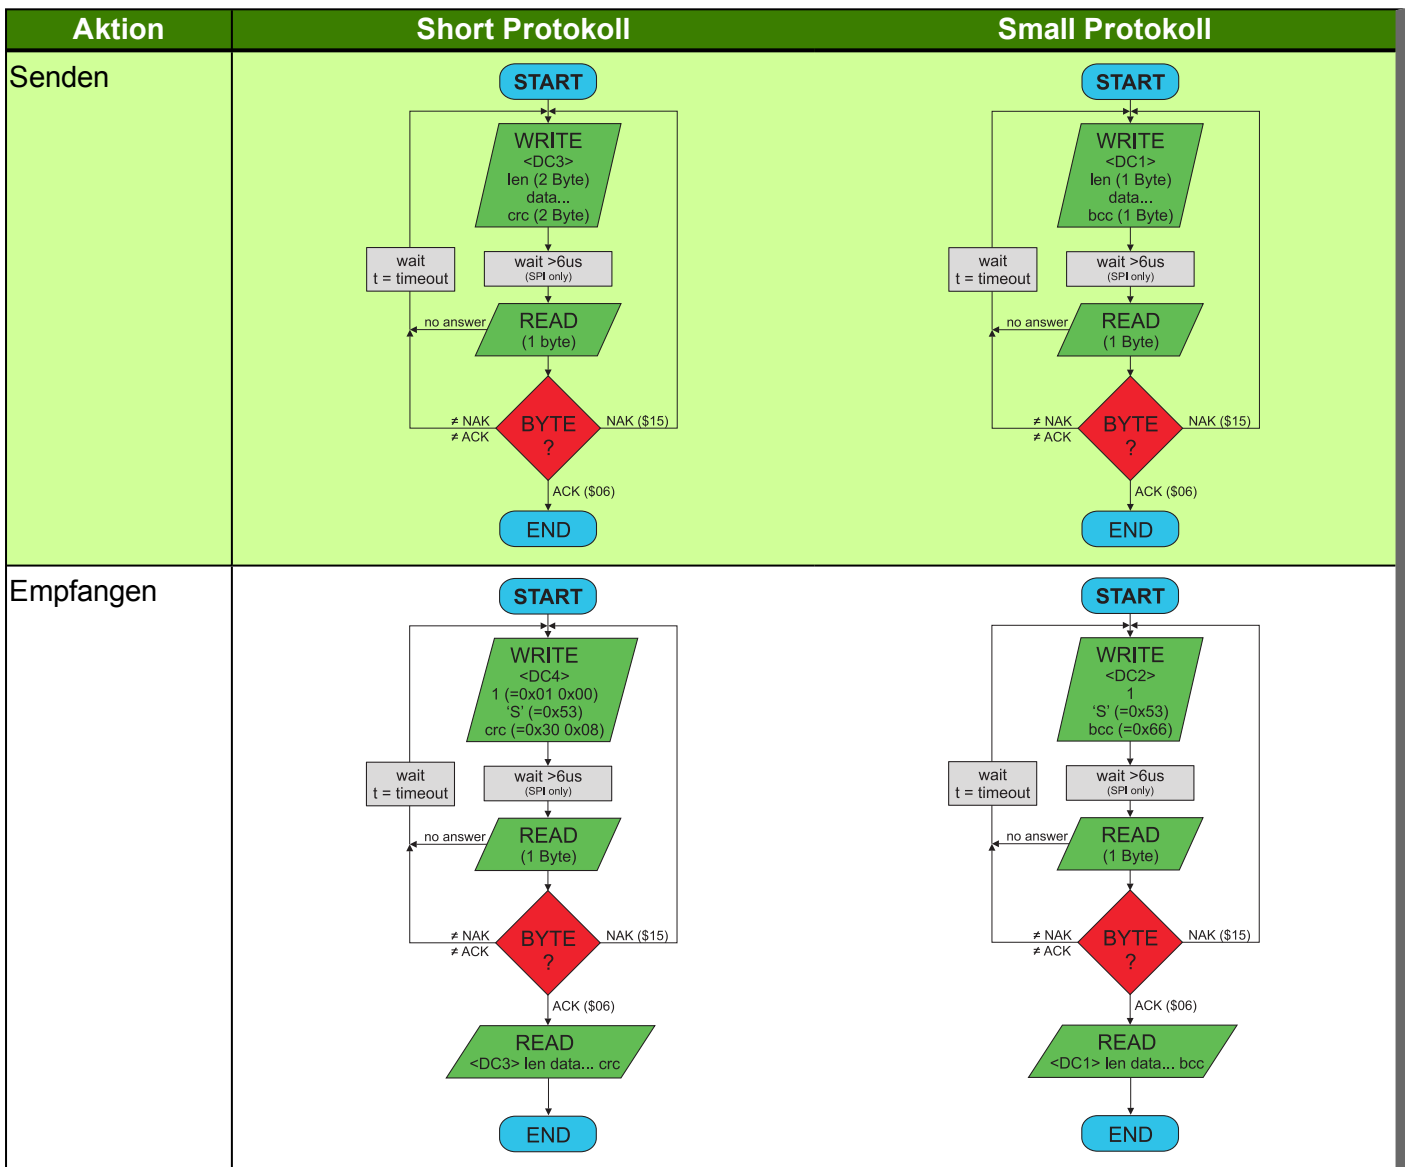 Aktion
Short Protokoll
Small Protokoll
Senden
START
WRITE
<DC3>
len (2 Byte)
data...
crc (2 Byte)
wait
t = timeout
wait >6us
(SPI only)
no answer
READ
(1 byte)
≠ NAK
≠ ACK
BYTE
?
NAK ($15)
ACK ($06)
END
START
WRITE
<DC1>
len (1 Byte)
data...
bcc (1 Byte)
wait
t = timeout
wait >6us
(SPI only)
no answer
READ
(1 Byte)
≠ NAK
≠ ACK
BYTE
?
NAK ($15)
ACK ($06)
END
Empfangen
START
WRITE
<DC4>
1 (=0x01 0x00)
‘S’ (=0x53)
crc (=0x30 0x08)
wait
t = timeout
wait >6us
(SPI only)
no answer
READ
(1 Byte)
≠ NAK
≠ ACK
BYTE
?
NAK ($15)
ACK ($06)
READ
<DC3> len data... crc
END
START
WRITE
<DC2>
1
‘S’ (=0x53)
bcc (=0x66)
wait
t = timeout
wait >6us
(SPI only)
no answer
READ
(1 Byte)
≠ NAK
≠ ACK
BYTE
?
NAK ($15)
ACK ($06)
READ
<DC1> len data... bcc
END